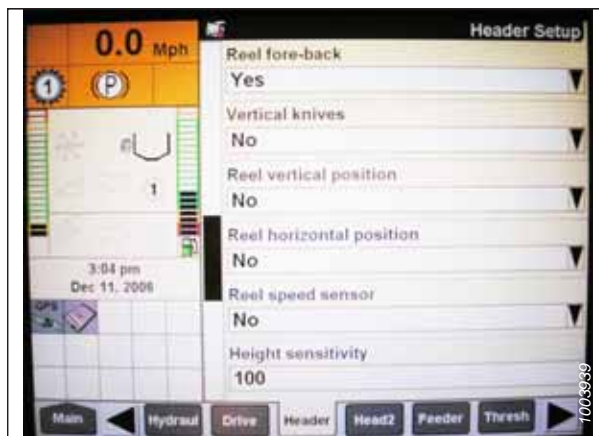 0.0 Mph
Header Setup
1
P
Reel fore-back
Yes
Vertical knives
No
Reel vertical position
No
Reel horizontal position
No
Reel speed sensor
No
Height sensitivity
100
1
3:04 pm
Dec 11, 2006
GPS
Main
Hydraul
Drive
Header
Head2
Feeder
Thresh
1003939